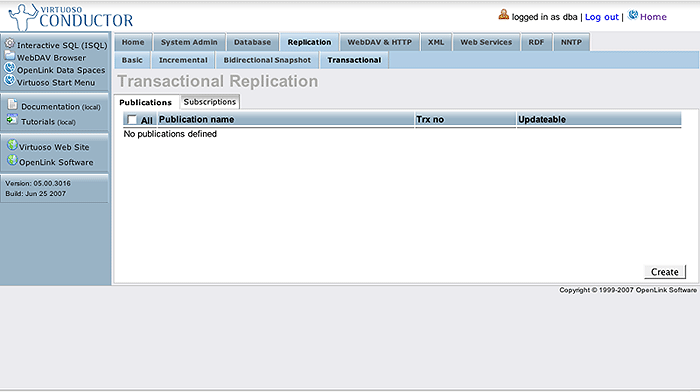 VIRTUOSO
CONDUCTOR
logged in as dba | Log out | Home
Interactive SQL (ISQL)
WebDAV Browser
OpenLink Data Spaces
Virtuoso Start Menu
Documentation (local)
Tutorials (local)
Virtuoso Web Site
OpenLink Software
Version: 05.00.3016
Build: Jun 25 2007
Home System Admin Database Replication WebDAV & HTTP XML Web Services RDF NNTP
Basic Incremental Bidirectional Snapshot Transactional
Transactional Replication
Publications Subscriptions
All Publication name Trx no Updateable
No publications defined
Create
Copyright © 1999-2007 OpenLink Software